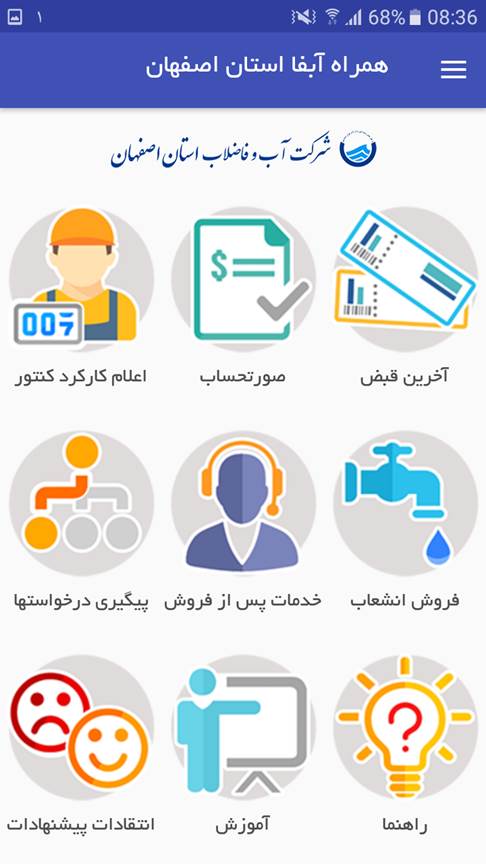 ۱ 68% 08:36
همراه آبفا استان اصفهان
شرکت آب و فاضلاب استان اصفهان
$
007
آخرین قبض
صورتحساب
اعلام کارکرد کنتور
فروش انشعاب
خدمات پس از فروش
پیگیری درخواستها
?
راهنما
آموزش
انتقادات پیشنهادات